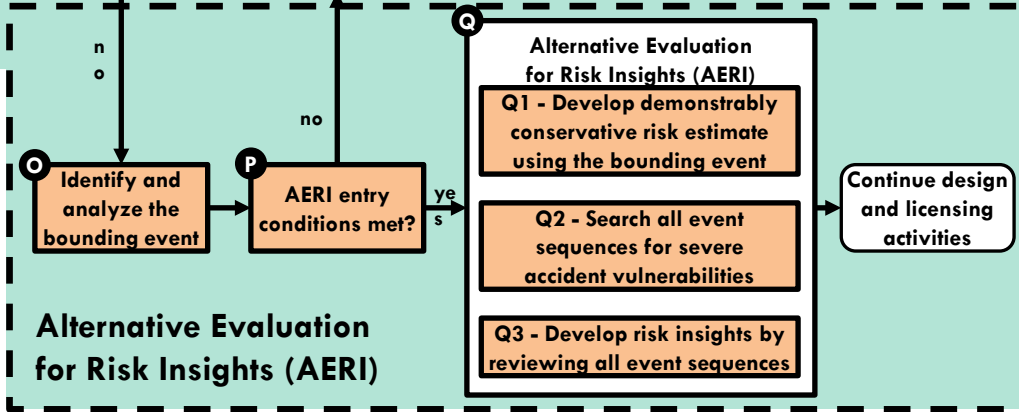 n
o
O
Identify and
analyze the
bounding event
P
no
AERI entry
conditions met?
ye
s
Q
Alternative Evaluation
for Risk Insights (AERI)
Q1 - Develop demonstrably
conservative risk estimate
using the bounding event
Q2 - Search all event
sequences for severe
accident vulnerabilities
Q3 - Develop risk insights by
reviewing all event sequences
Continue design
and licensing
activities
Alternative Evaluation
for Risk Insights (AERI)